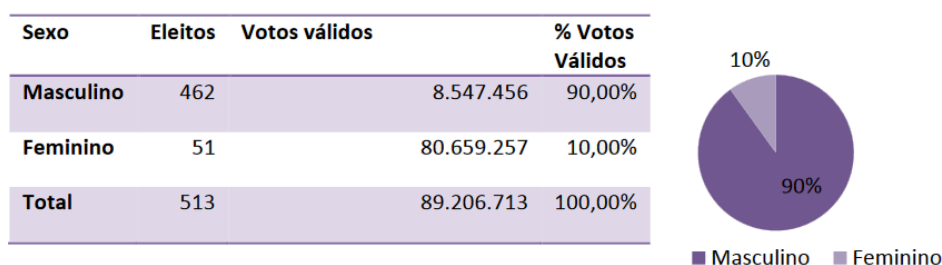 Sexo Eleitos Votos válidos % Votos Válidos
Masculino 462 8.547.456 90,00%
Feminino 51 80.659.257 10,00%
Total 513 89.206.713 100,00%
10%
90%
Masculino Feminino